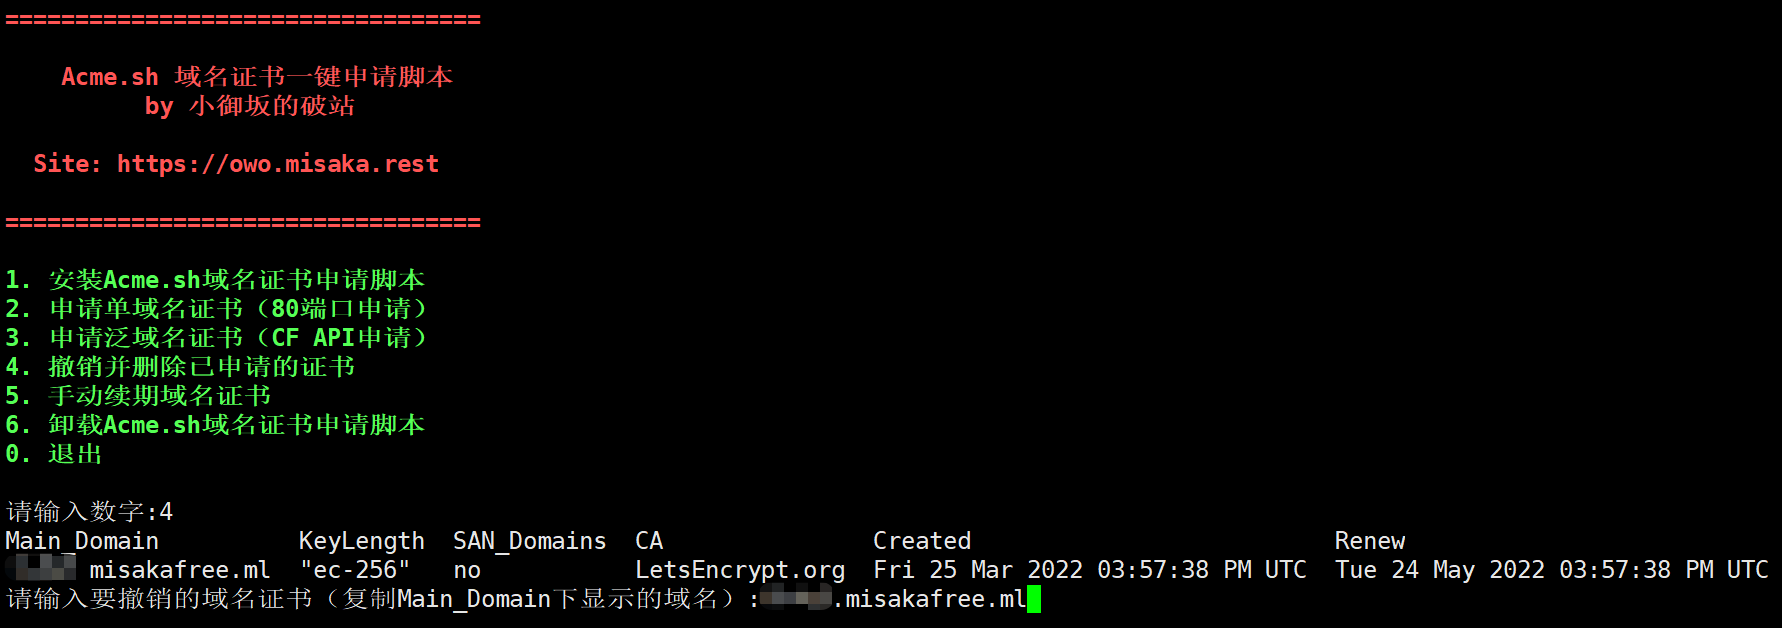 ==================================
Acme.sh 域名证书一键申请脚本
by 小御坂的破站
Site: https://owo.misaka.rest
==================================
1. 安装Acme.sh域名证书申请脚本
2. 申请单域名证书（80端口申请）
3. 申请泛域名证书（CF API申请）
4. 撤销并删除已申请的证书
5. 手动续期域名证书
6. 卸载Acme.sh域名证书申请脚本
0. 退出
请输入数字:4
Main_Domain KeyLength SAN_Domains CA Created Renew
misakafree.ml "ec-256" no LetsEncrypt.org Fri 25 Mar 2022 03:57:38 PM UTC Tue 24 May 2022 03:57:38 PM UTC
请输入要撤销的域名证书（复制Main_Domain下显示的域名）:.misakafree.ml